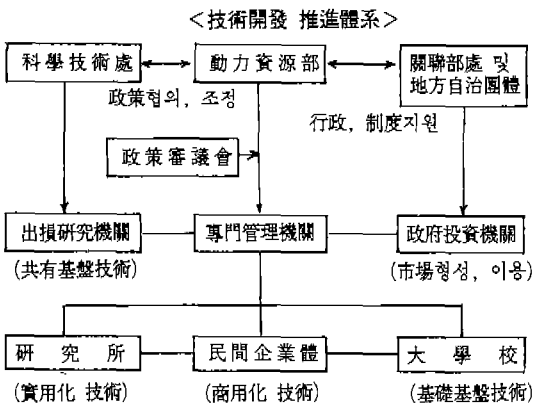 <技術開發 推進體系>
科學技術處
動力資源部
關聯部處 및
地方自治團體
政策협의, 조정
行政, 制度지원
政策審議會
出損研究機關
專門管理機關
政府投資機關
(共有基盤技術)
(市場형성, 이용)
研究所
民間企業體
大學校
(實用化 技術)
(商用化 技術)
(基礎基盤技術)